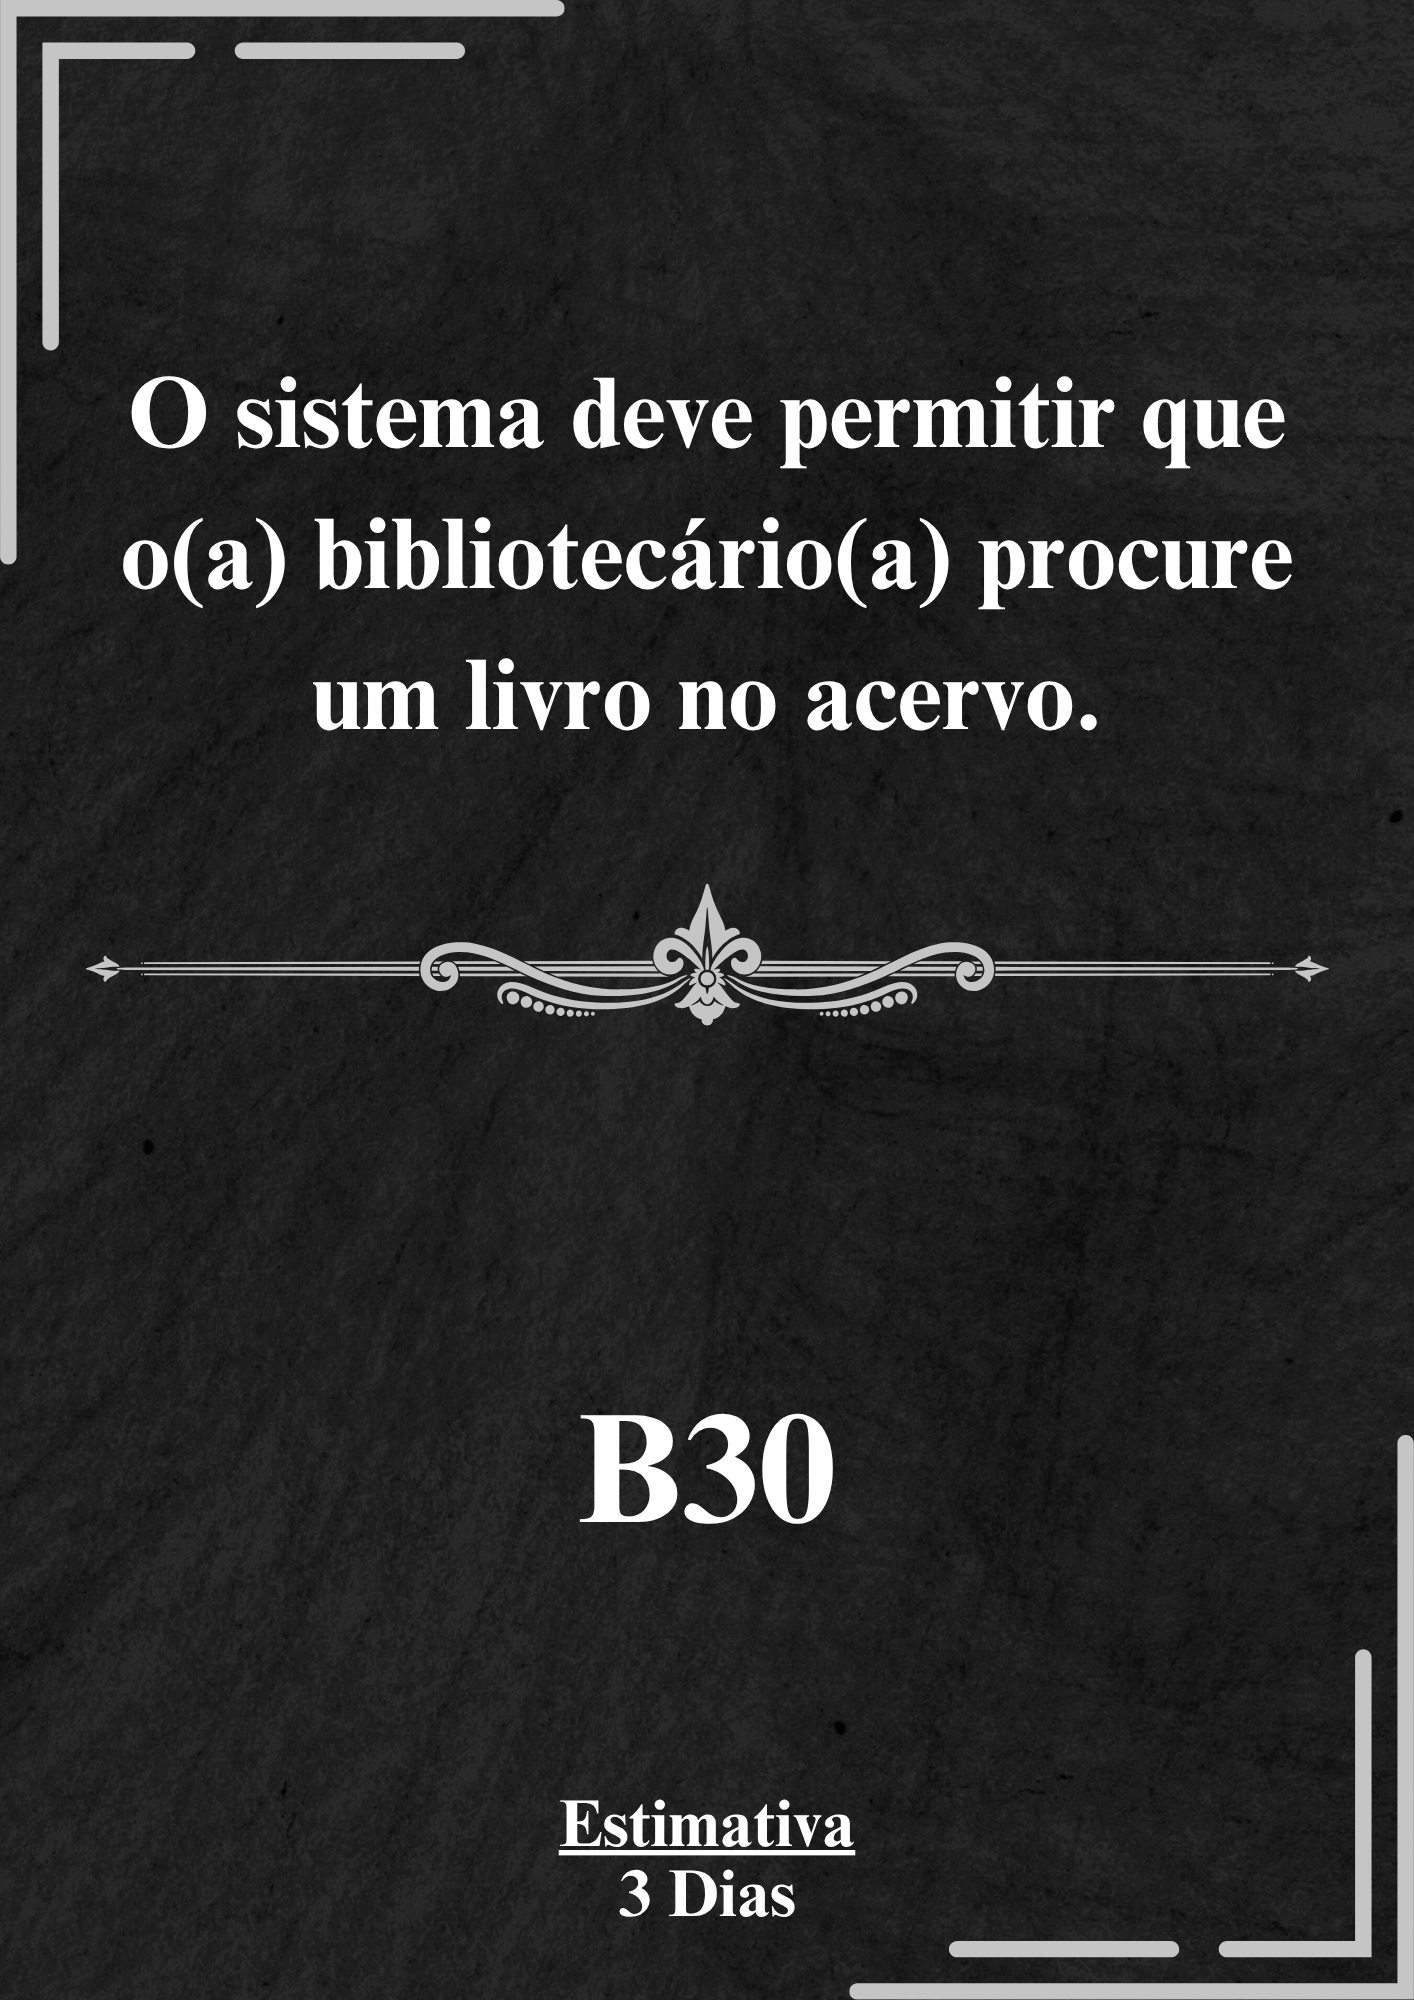 O sistema deve permitir que
o(a) bibliotecário(a) procure
um livro no acervo.
B30
Estimativa
3 Dias